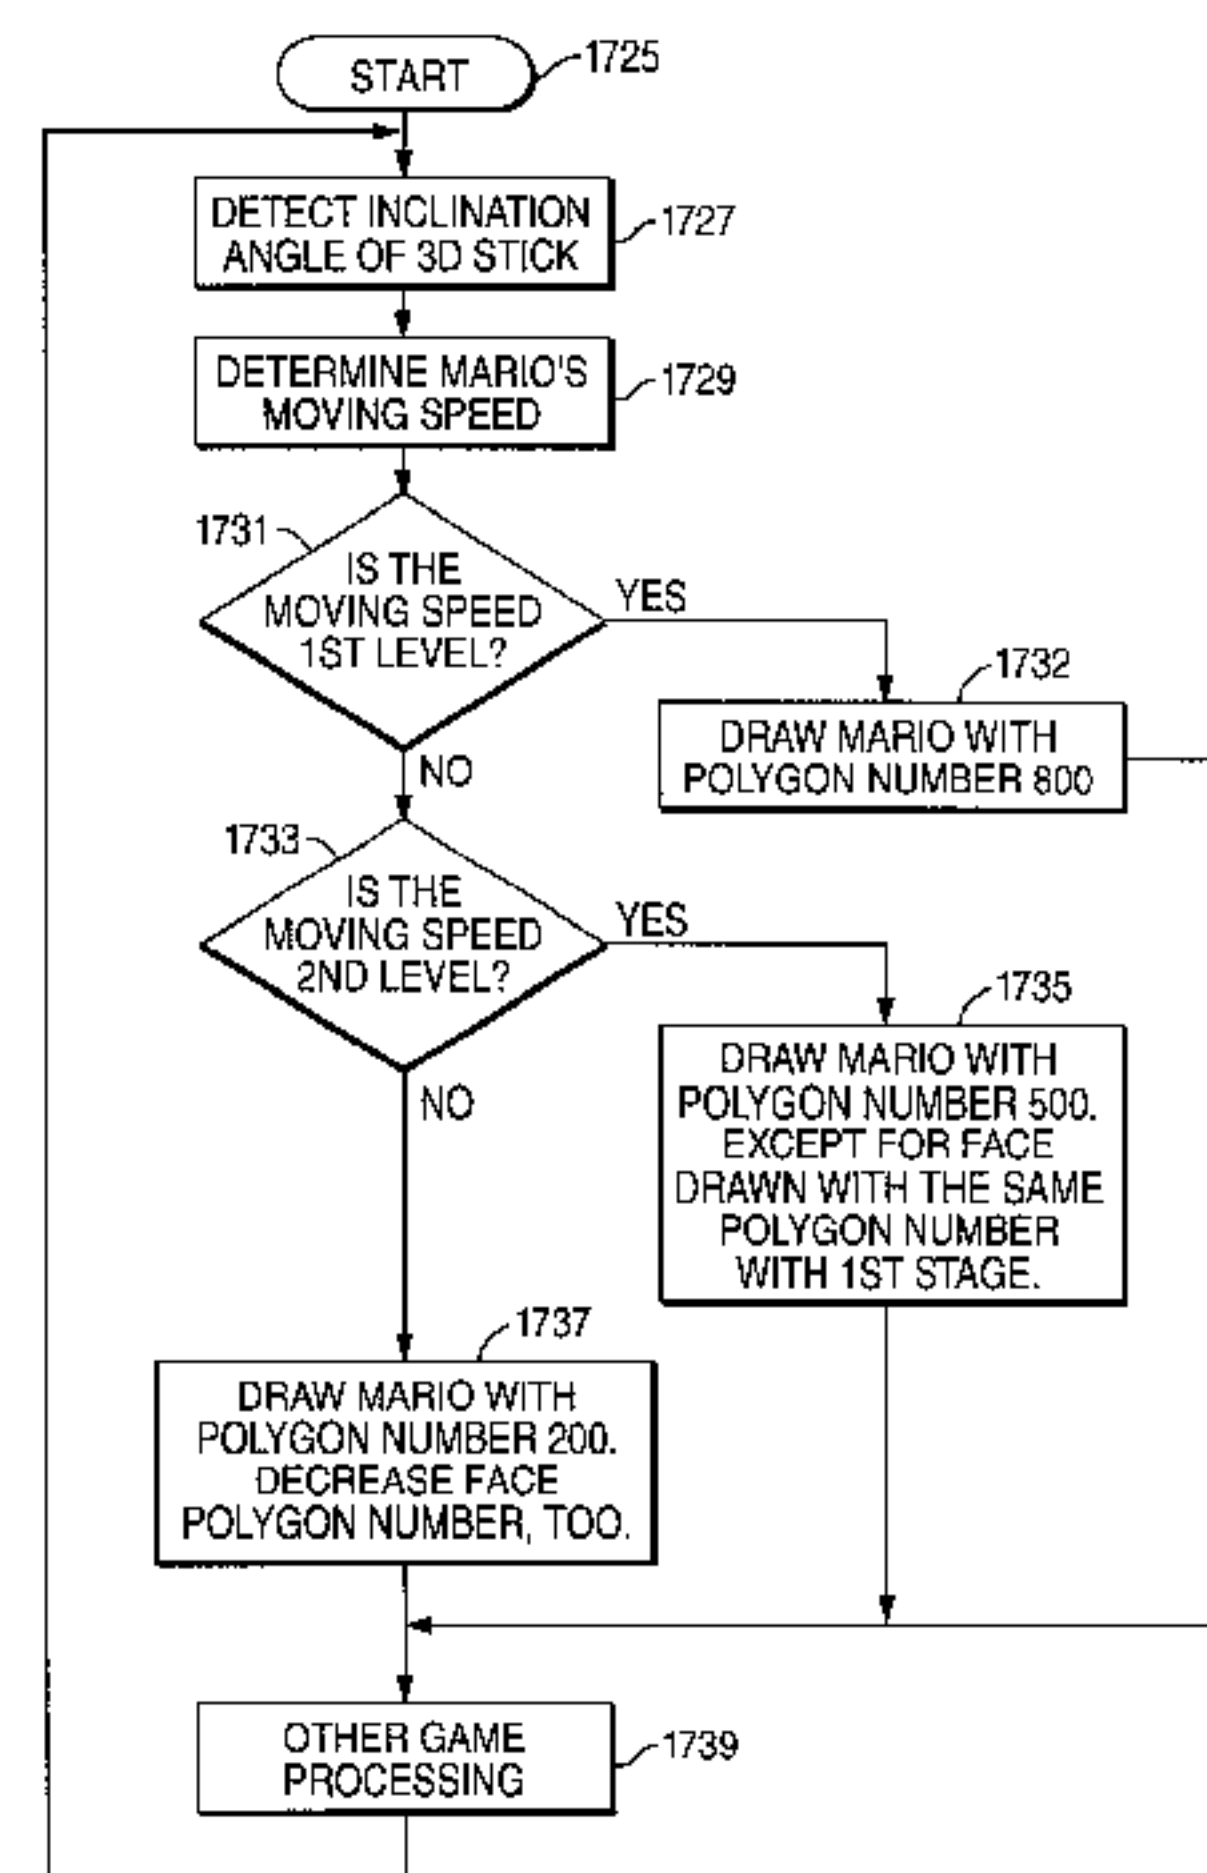 START
1725
DETECT INCLINATION
ANGLE OF 3D STICK
1727
DETERMINE MARIO'S
MOVING SPEED
1729
1731
IS THE
MOVING SPEED
1ST LEVEL?
YES
NO
1732
DRAW MARIO WITH
POLYGON NUMBER 800
1733
IS THE
MOVING SPEED
2ND LEVEL?
YES
NO
1735
DRAW MARIO WITH
POLYGON NUMBER 500.
EXCEPT FOR FACE
DRAWN WITH THE SAME
POLYGON NUMBER
WITH 1ST STAGE.
1737
DRAW MARIO WITH
POLYGON NUMBER 200.
DECREASE FACE
POLYGON NUMBER, TOO.
OTHER GAME
PROCESSING
1739